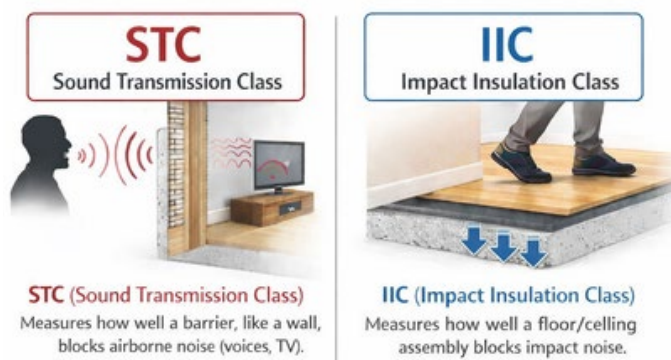 STC
Sound Transmission Class
STC (Sound Transmission Class)
Measures how well a barrier, like a wall,
blocks airborne noise (voices, TV).
IIC
Impact Insulation Class
IIC (Impact Insulation Class)
Measures how well a floor/celling
assembly blocks impact noise.